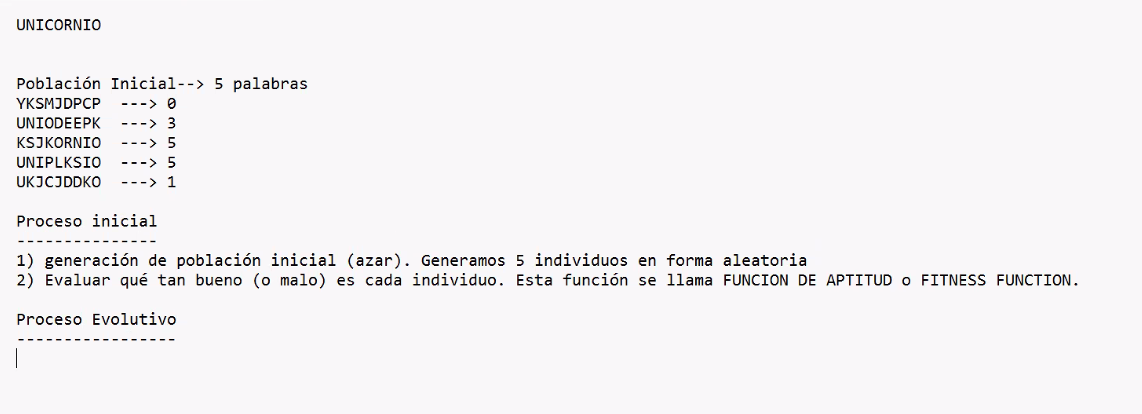 UNICORNIO
Población Inicial--> 5 palabras
YKSMJDPCP  ---> 0
UNIODEEPK  ---> 3
KSJKORNIO  ---> 5
UNIPLKSIO  ---> 5
UKJCJDDKO  ---> 1
Proceso inicial
---------------
1) generación de población inicial (azar). Generamos 5 individuos en forma aleatoria
2) Evaluar qué tan bueno (o malo) es cada individuo. Esta función se llama FUNCION DE APTITUD o FITNESS FUNCTION.
Proceso Evolutivo
-----------------